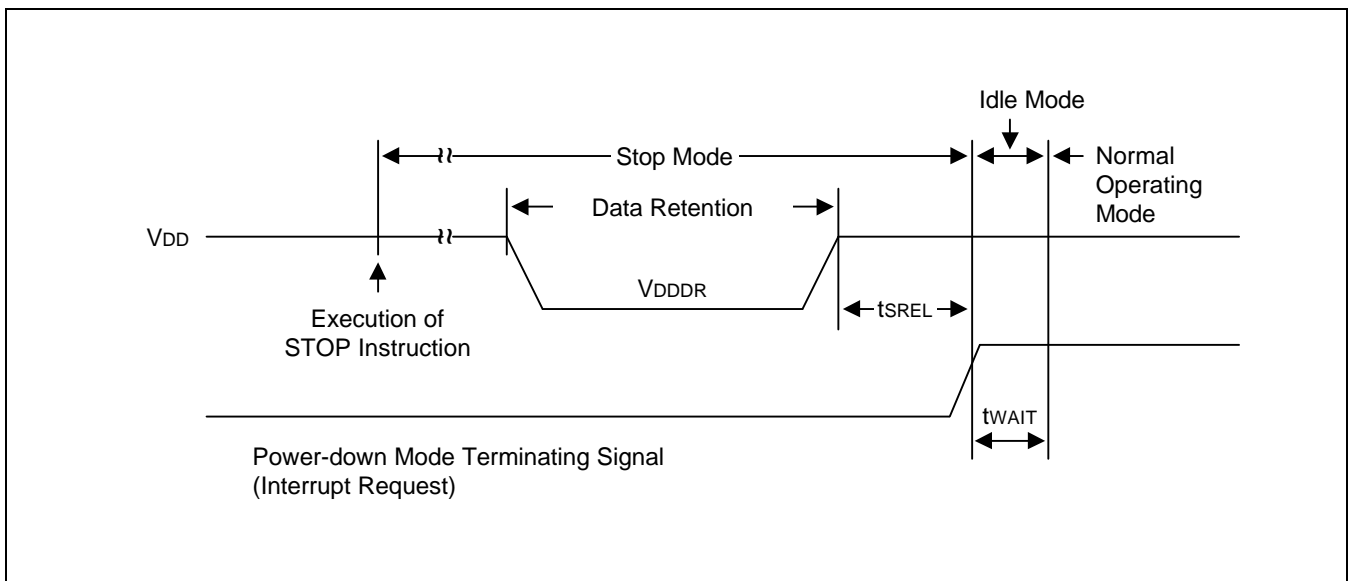 Idle Mode
Stop Mode
Normal
Operating
Mode
Data Retention
VDD
VDDDR
tSREL
Execution of
STOP Instruction
tWAIT
Power-down Mode Terminating Signal
(Interrupt Request)